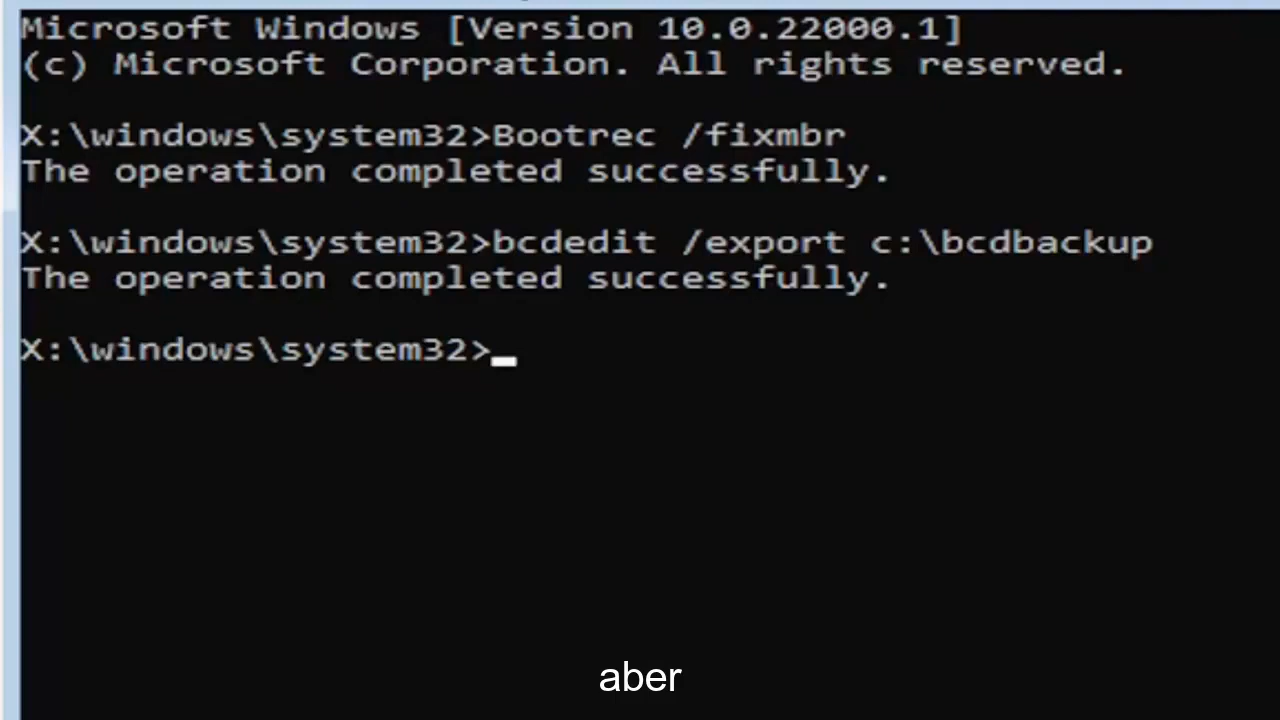 Microsoft Windows [Version 10.0.22000.1]
(c) Microsoft Corporation. All rights reserved.
X:\windows\system32>Bootrec /fixmbr
The operation completed successfully.
X:\windows\system32>bcdedit /export c:\bcdbackup
The operation completed successfully.
X:\windows\system32>
aber